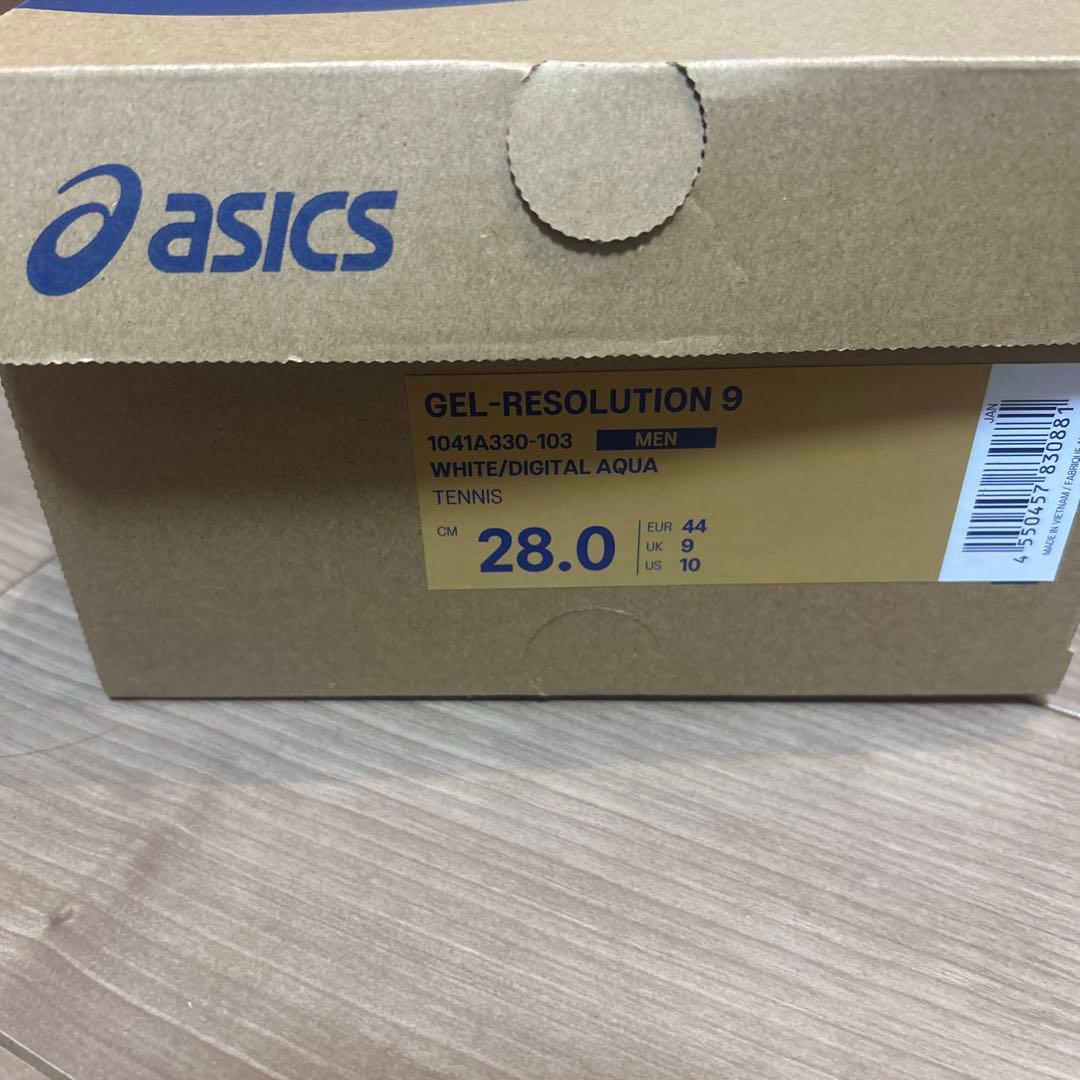 asics
GEL-RESOLUTION 9
1041A330-103 MEN
WHITE/DIGITAL AQUA
TENNIS
CM 28.0
EUR 44
UK 9
US 10
JAN
4 550457 830881
MADE IN VIETNAM / FABRIQUÉ